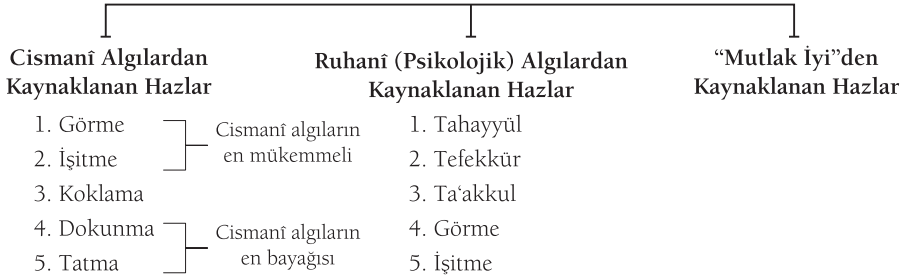 Cismanî Algılardan
Kaynaklanan Hazlar
1. Görme
2. İşitme
3. Koklama
4. Dokunma
5. Tatma
Cismanî algıların
en mükemmeli
Cismanî algıların
en bayağısı
Ruhanî (Psikolojik) Algılardan
Kaynaklanan Hazlar
1. Tahayyül
2. Tefekkür
3. Ta‘akkul
4. Görme
5. İşitme
“Mutlak İyi”den
Kaynaklanan Hazlar